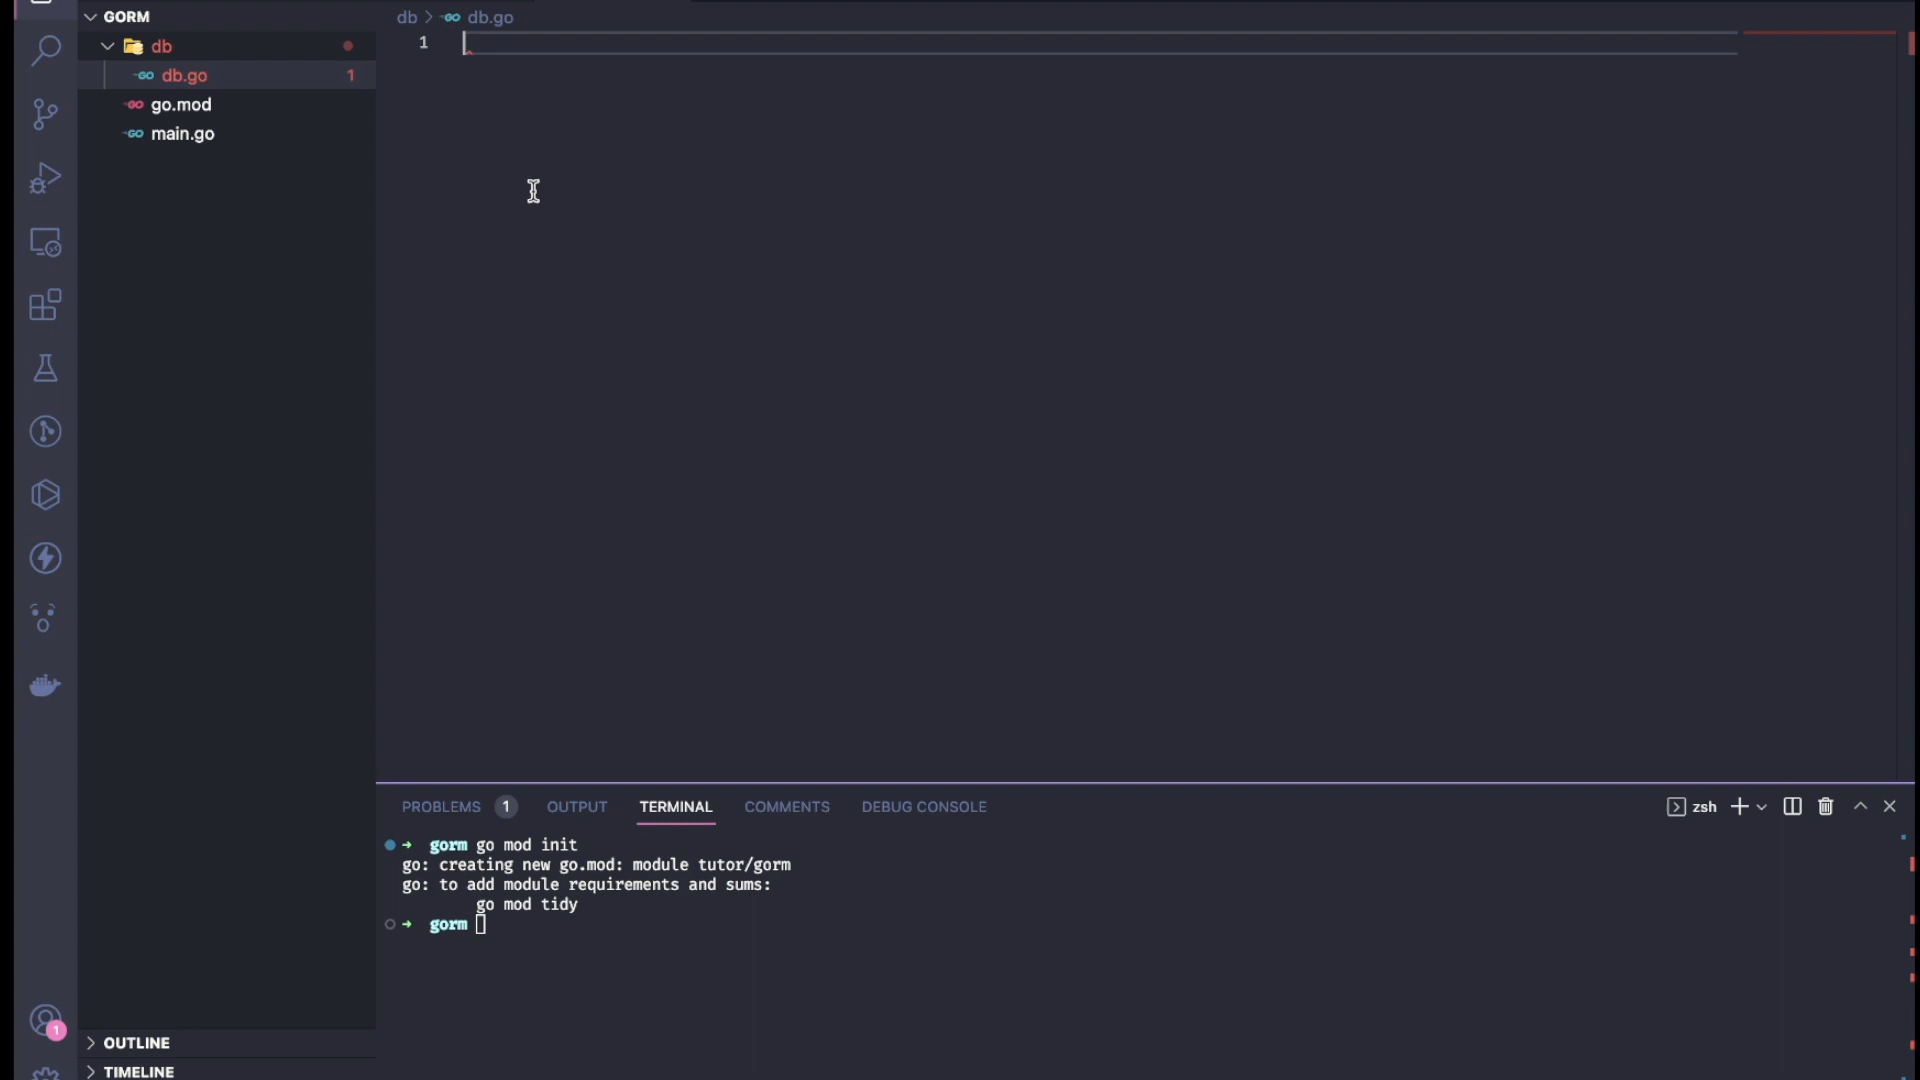 GORM
db
db.go 1
go.mod
main.go
OUTLINE
TIMELINE
1
db > db.go
1
PROBLEMS 1 OUTPUT TERMINAL COMMENTS DEBUG CONSOLE
zsh
→ gorm go mod init
go: creating new go.mod: module tutor/gorm
go: to add module requirements and sums:
go mod tidy
→ gorm